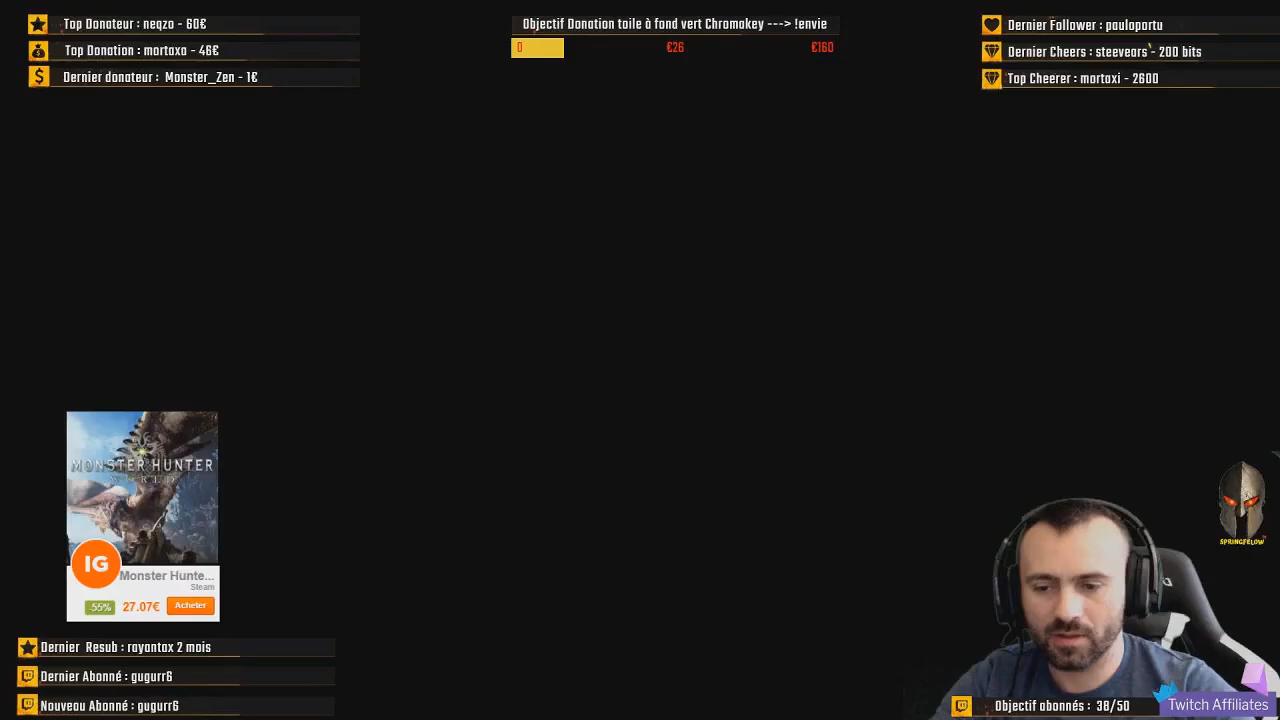 Top Donateur : neqzo - 60€
Top Donation : mortaxa - 46€
Dernier donateur : Monster_Zen - 1€
Objectif Donation toile à fond vert Chromakey ---> !envie
0 €26 €160
Dernier Follower : pauloportu
Dernier Cheers : steevears - 200 bits
Top Cheerer : mortaxi - 2600
MONSTER HUNTER
WORLD
IG
Monster Hunte...
Steam
-55% 27.07€ Acheter
SPRINGFELOW
Dernier Resub : rayontax 2 mois
Dernier Abonné : gugurr6
Nouveau Abonné : gugurr6
Objectif abonnés : 38/50
Twitch Affiliates